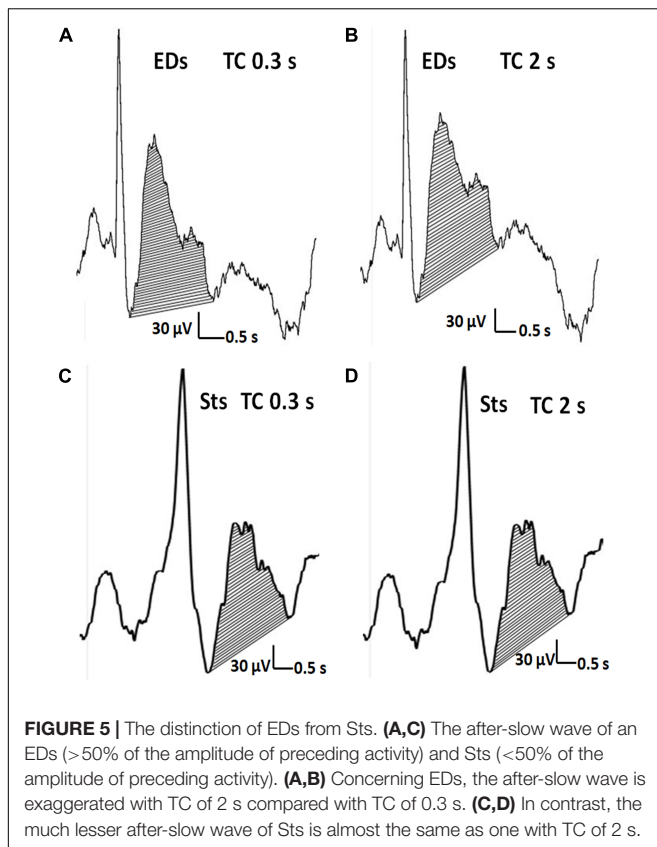 A
EDs TC 0.3 s
B
EDs TC 2 s
30 µV
0.5 s
30 µV
0.5 s
C
Sts TC 0.3 s
D
Sts TC 2 s
30 µV
0.5 s
30 µV
0.5 s
FIGURE 5 | The distinction of EDs from Sts. (A,C) The after-slow wave of an
EDs (>50% of the amplitude of preceding activity) and Sts (<50% of the
amplitude of preceding activity). (A,B) Concerning EDs, the after-slow wave is
exaggerated with TC of 2 s compared with TC of 0.3 s. (C,D) In contrast, the
much lesser after-slow wave of Sts is almost the same as one with TC of 2 s.